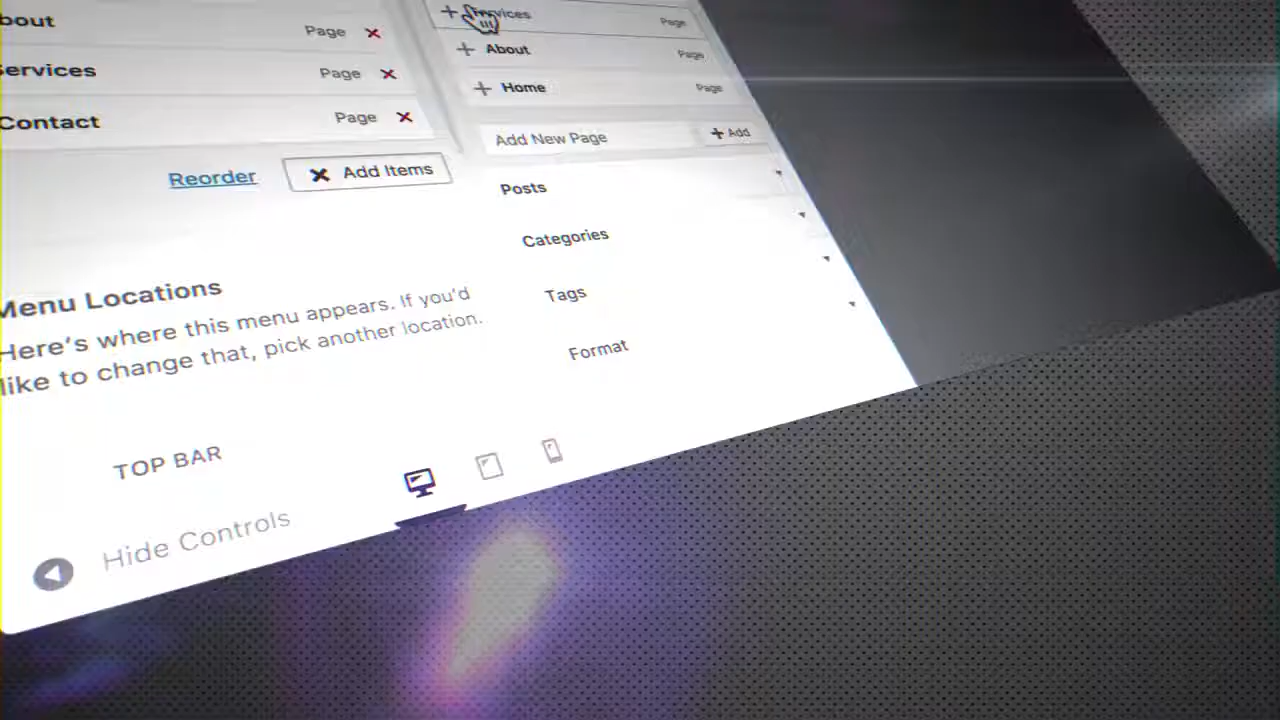 bout Page
ervices Page
Contact Page
Reorder Add Items
Menu Locations
Here's where this menu appears. If you'd
like to change that, pick another location.
TOP BAR
Hide Controls
Services Page
About Page
Home Page
Add New Page Add
Posts
Categories
Tags
Format